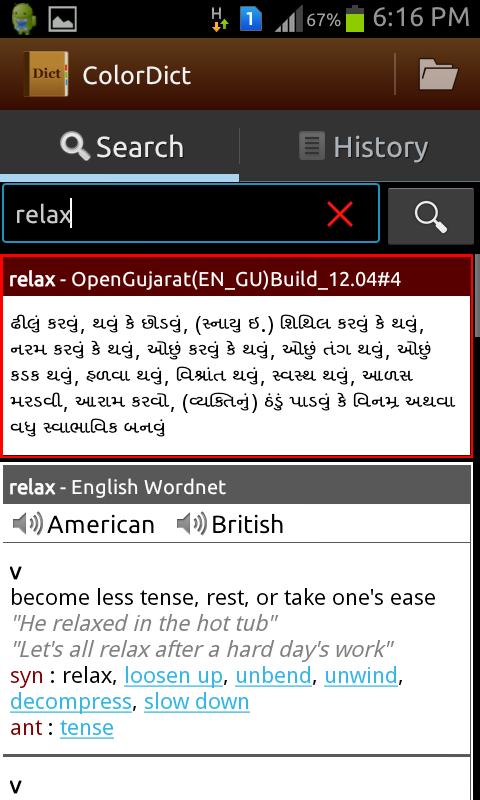 H 1 67% 6:16 PM
Dict ColorDict
Search History
relax
relax - OpenGujarat(EN_GU)Build_12.04#4
ઢીલું કરવું, થવું કે છોડવું, (સ્નાયુ ઇ.) શિથિલ કરવું કે થવું,
નરમ કરવું કે થવું, ઓછું કરવું કે થવું, ઓછું તંગ થવું, ઓછું
કડક થવું, હળવા થવું, વિશ્રાંત થવું, સ્વસ્થ થવું, આળસ
મરડવી, આરામ કરવો, (વ્યક્તિનું) ઠંડું પાડવું કે વિનમ્ર અથવા
વધુ સ્વાભાવિક બનવું
relax - English Wordnet
American British
v
become less tense, rest, or take one's ease
"He relaxed in the hot tub"
"Let's all relax after a hard day's work"
syn : relax, loosen up, unbend, unwind,
decompress, slow down
ant : tense
v